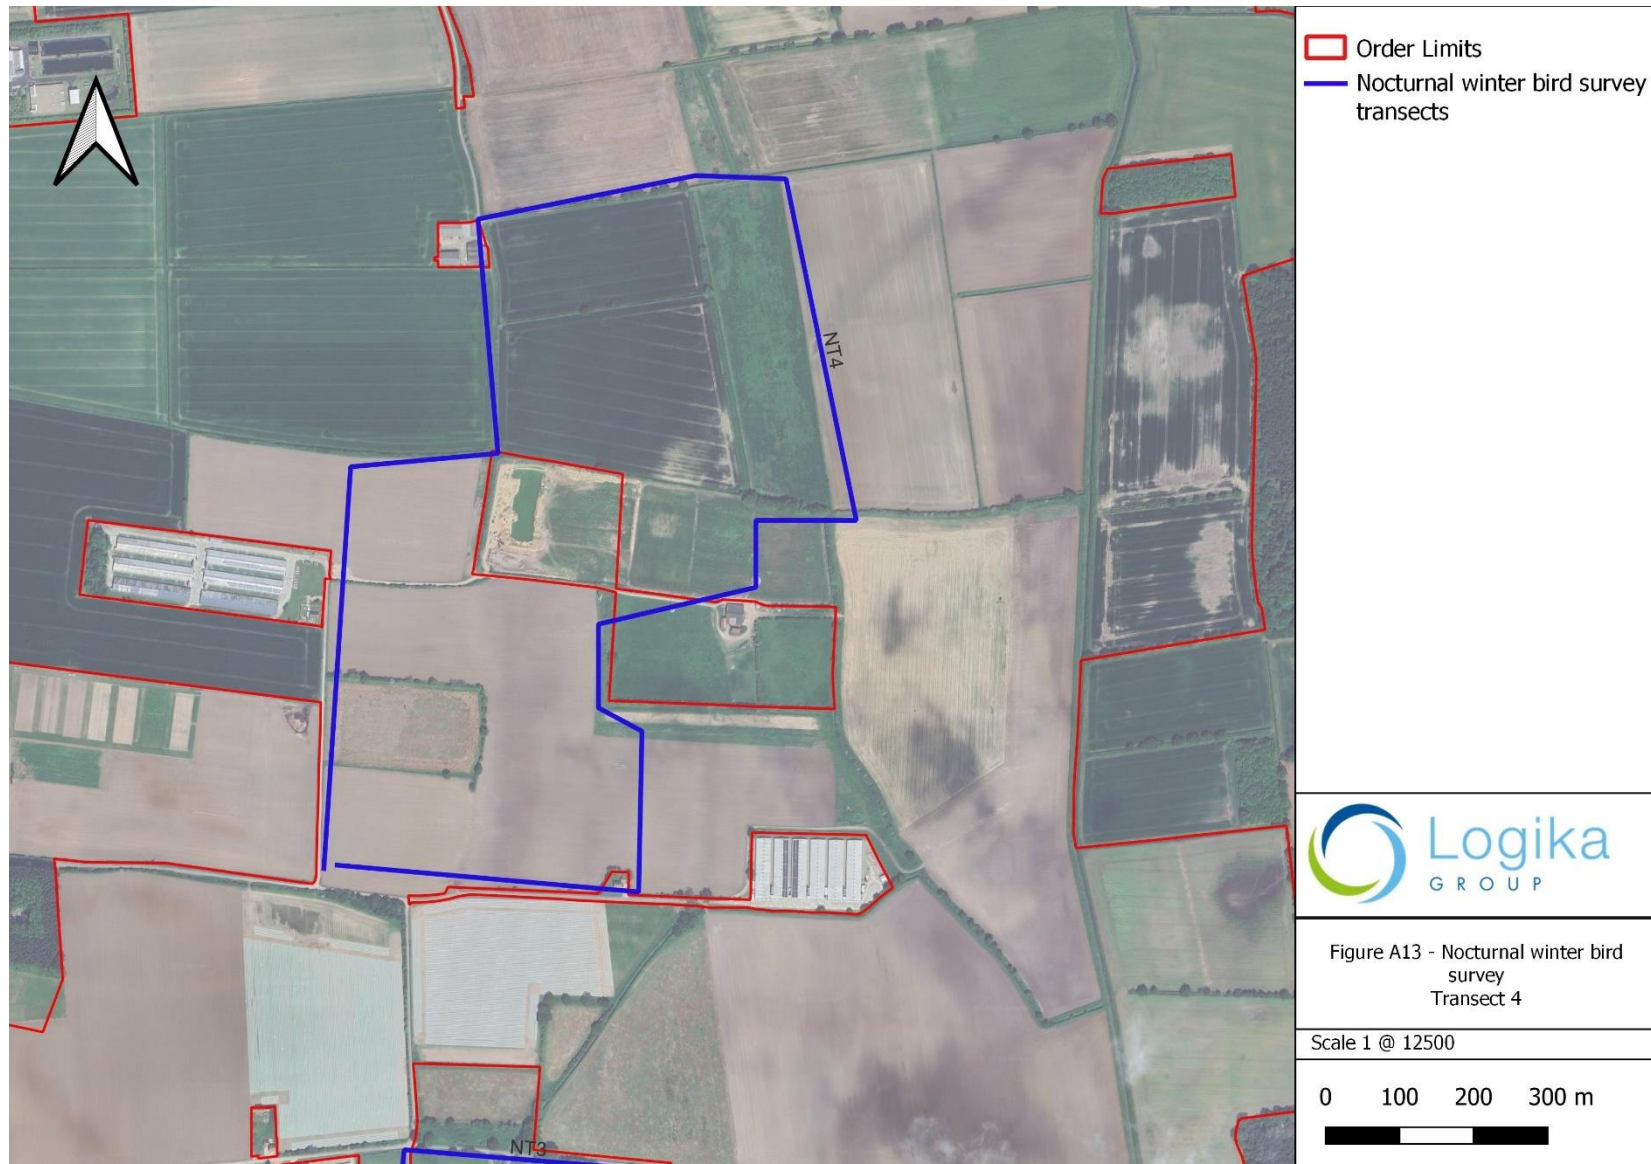 Order Limits
Nocturnal winter bird survey
transects
NT4
NT3
Logika
GROUP
Figure A13 - Nocturnal winter bird
survey
Transect 4
Scale 1 @ 12500
0 100 200 300 m